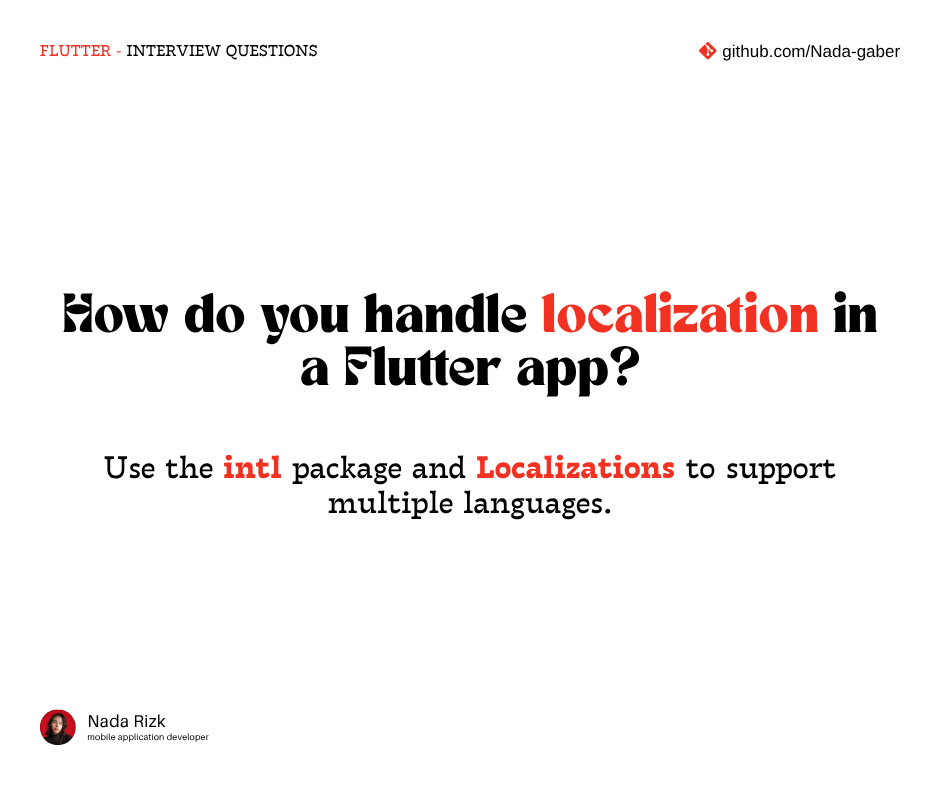 FLUTTER - INTERVIEW QUESTIONS
github.com/Nada-gaber
How do you handle localization in
a Flutter app?
Use the intl package and Localizations to support
multiple languages.
Nada Rizk
mobile application developer